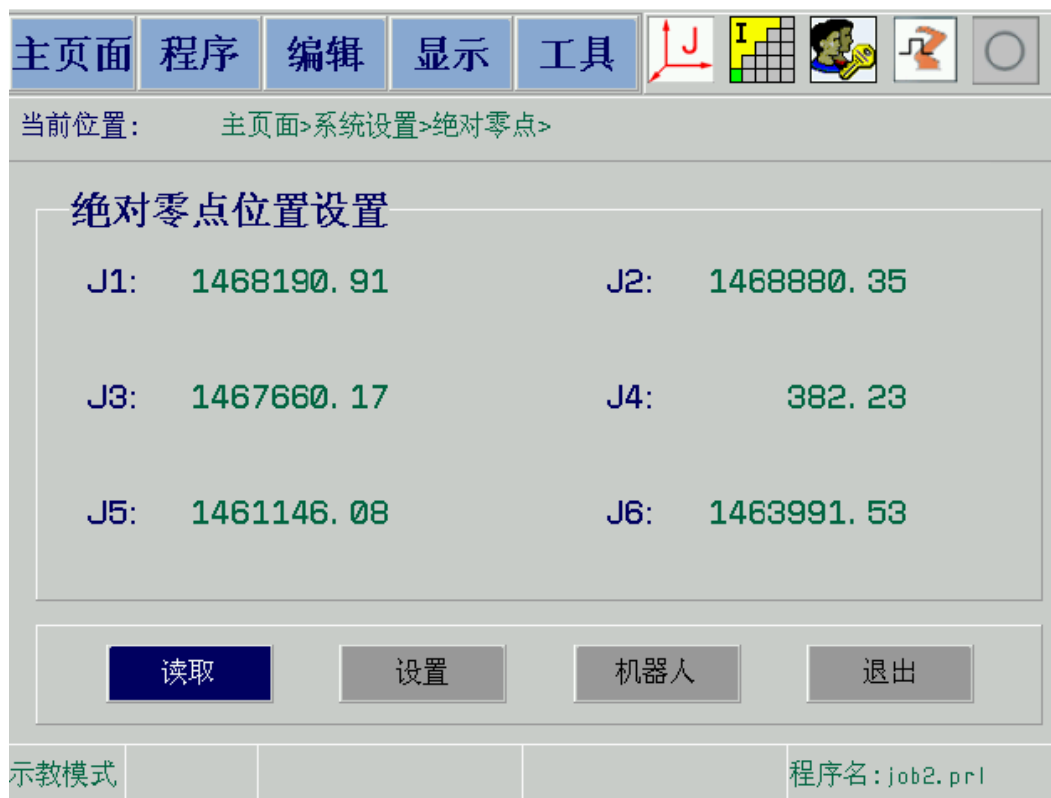 主页面 程序 编辑 显示 工具 J I
当前位置: 主页面>系统设置>绝对零点>
绝对零点位置设置
J1: 1468190.91 J2: 1468880.35
J3: 1467660.17 J4: 382.23
J5: 1461146.08 J6: 1463991.53
读取 设置 机器人 退出
示教模式 程序名:job2.prl